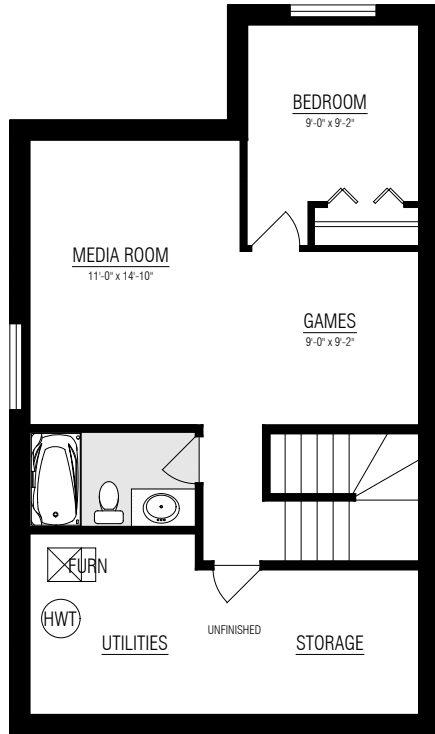 BEDROOM
9'-0" x 9'-2"
MEDIA ROOM
11'-0" x 14'-10"
GAMES
9'-0" x 9'-2"
FURN
HWT
UTILITIES
UNFINISHED
STORAGE